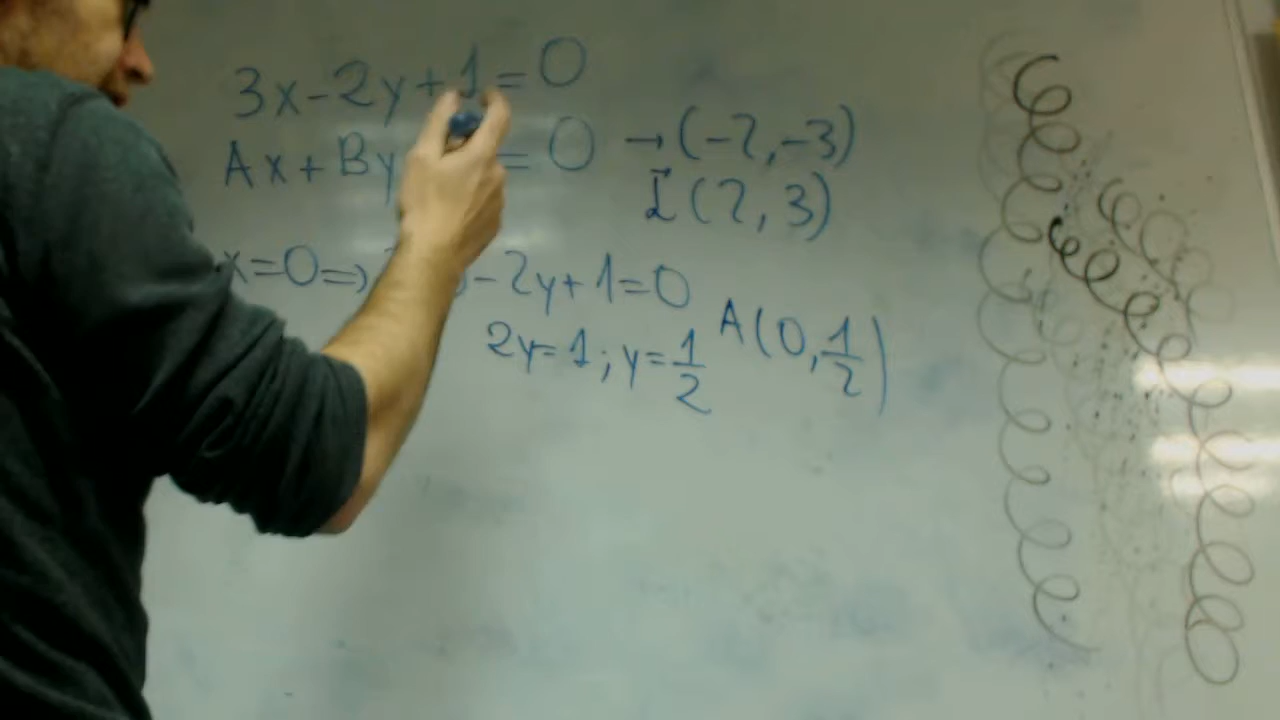 3x-2y+1=0
Ax+By =0 →(-2,-3)
(2,3)
x=0=> -2y+1=0
2y=1;y=1/2 A(0,1/2)